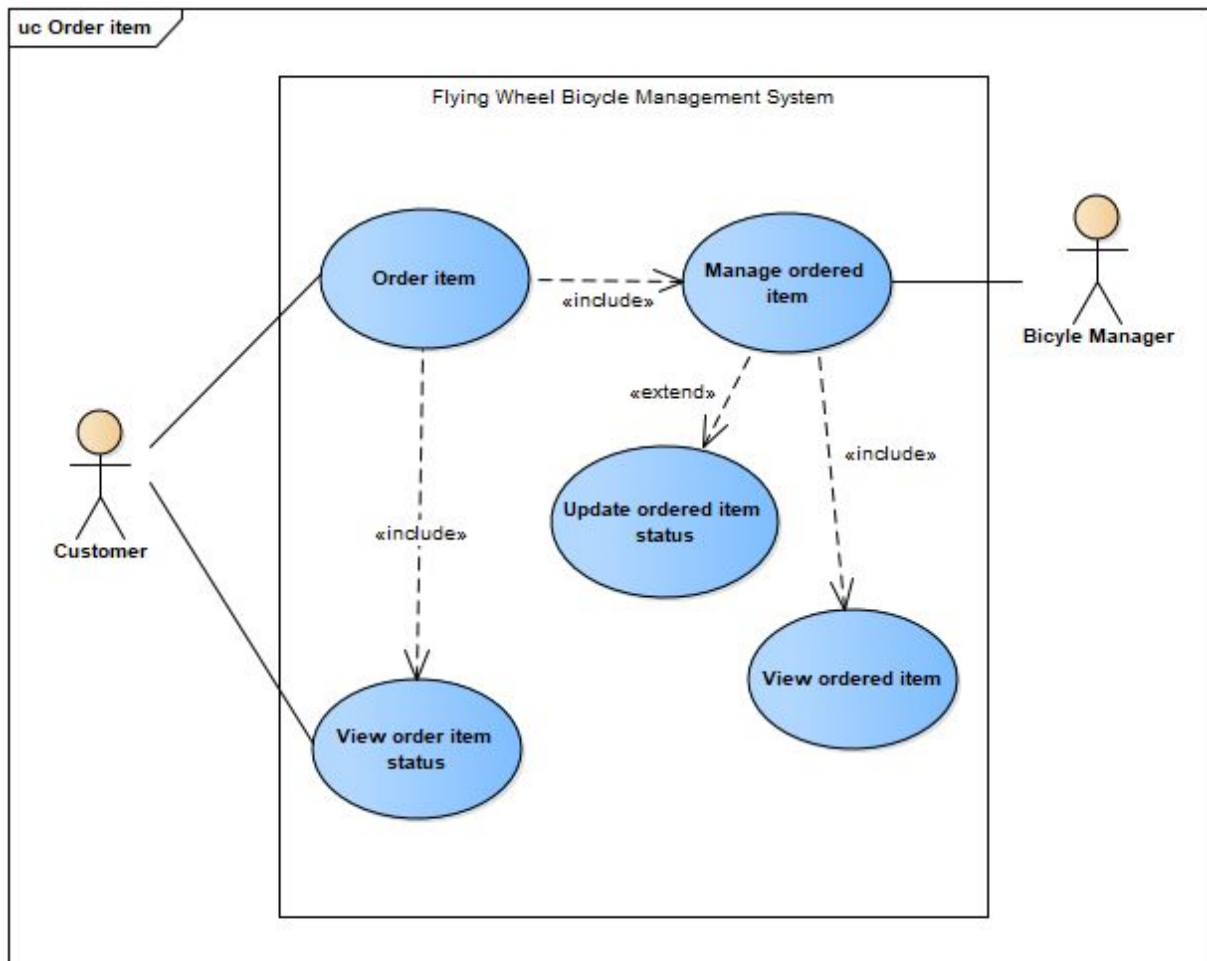 uc Order item
Flying Wheel Bicycle Management System
Order item
«include»
Manage ordered
item
Bicyle Manager
«extend»
«include»
Customer
«include»
Update ordered item
status
View ordered item
View order item
status